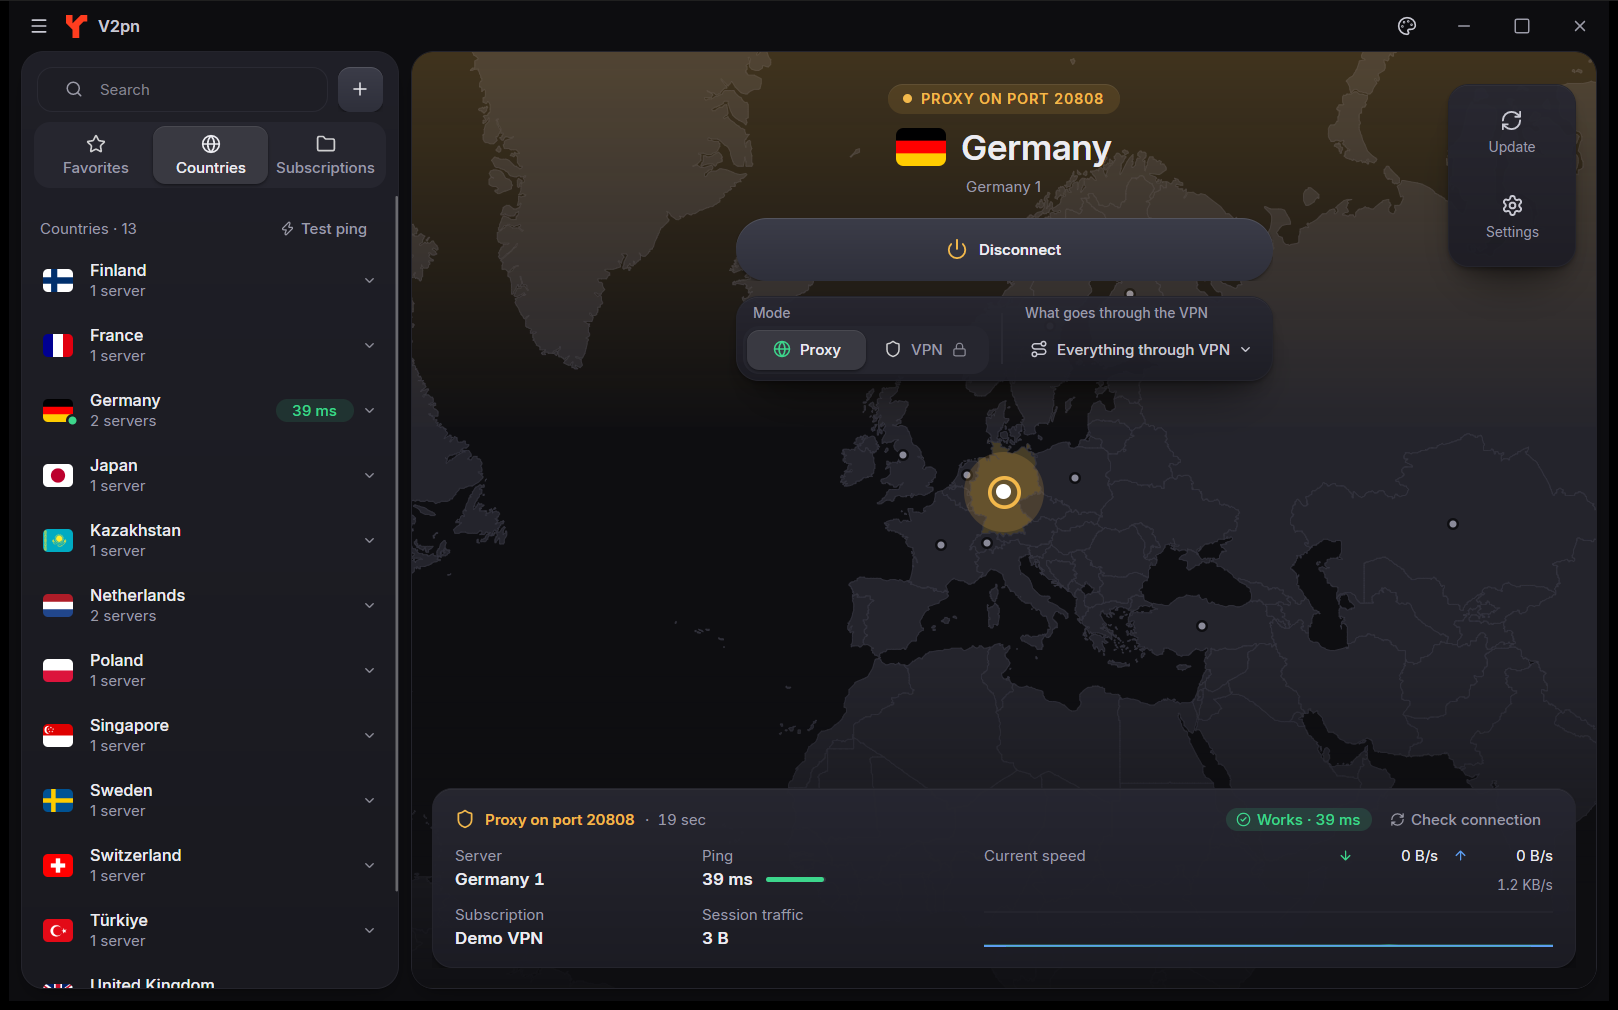 V2pn
Search
Favorites
Countries
Subscriptions
Countries · 13
Test ping
Finland
1 server
France
1 server
Germany
2 servers
39 ms
Japan
1 server
Kazakhstan
1 server
Netherlands
2 servers
Poland
1 server
Singapore
1 server
Sweden
1 server
Switzerland
1 server
Türkiye
1 server
United Kingdom
PROXY ON PORT 20808
Germany
Germany 1
Disconnect
Mode
Proxy
VPN
What goes through the VPN
Everything through VPN
Update
Settings
Proxy on port 20808 · 19 sec
Works · 39 ms
Check connection
Server
Germany 1
Ping
39 ms
Subscription
Demo VPN
Session traffic
3 B
Current speed
0 B/s
0 B/s
1.2 KB/s